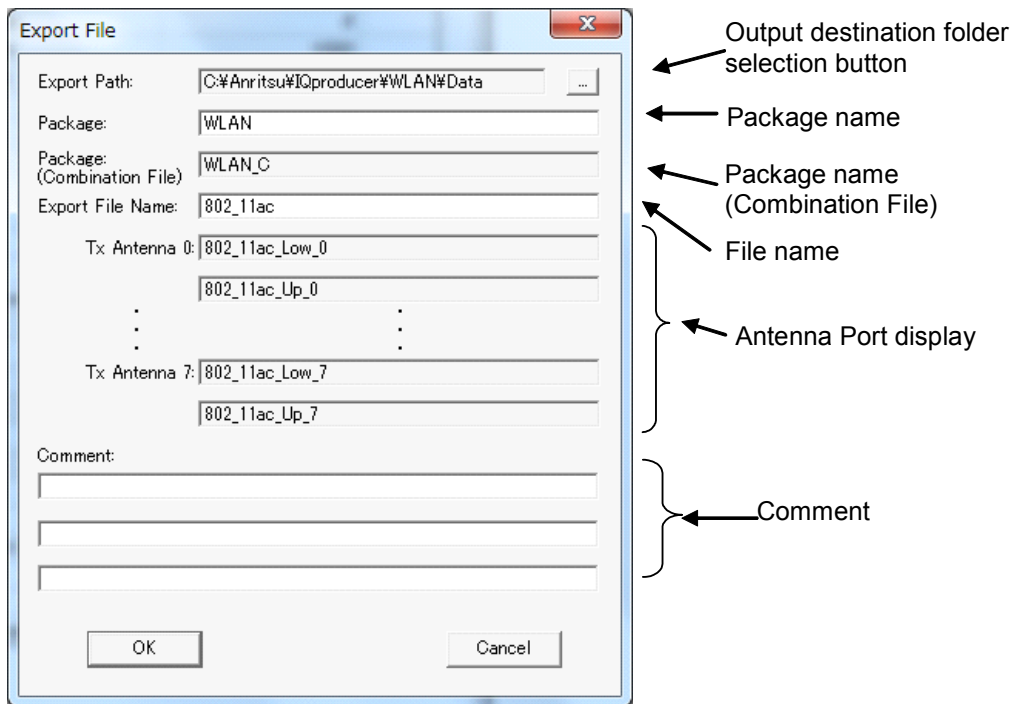 Export File
Output destination folder
selection button
Export Path:
C:¥Anritsu¥IQproducer¥WLAN¥Data
...
Package:
WLAN
Package name
Package:
(Combination File)
WLAN_C
Package name
(Combination File)
Export File Name:
802_11ac
File name
Tx Antenna 0:
802_11ac_Low_0
802_11ac_Up_0
Antenna Port display
Tx Antenna 7:
802_11ac_Low_7
802_11ac_Up_7
Comment:
Comment
OK
Cancel